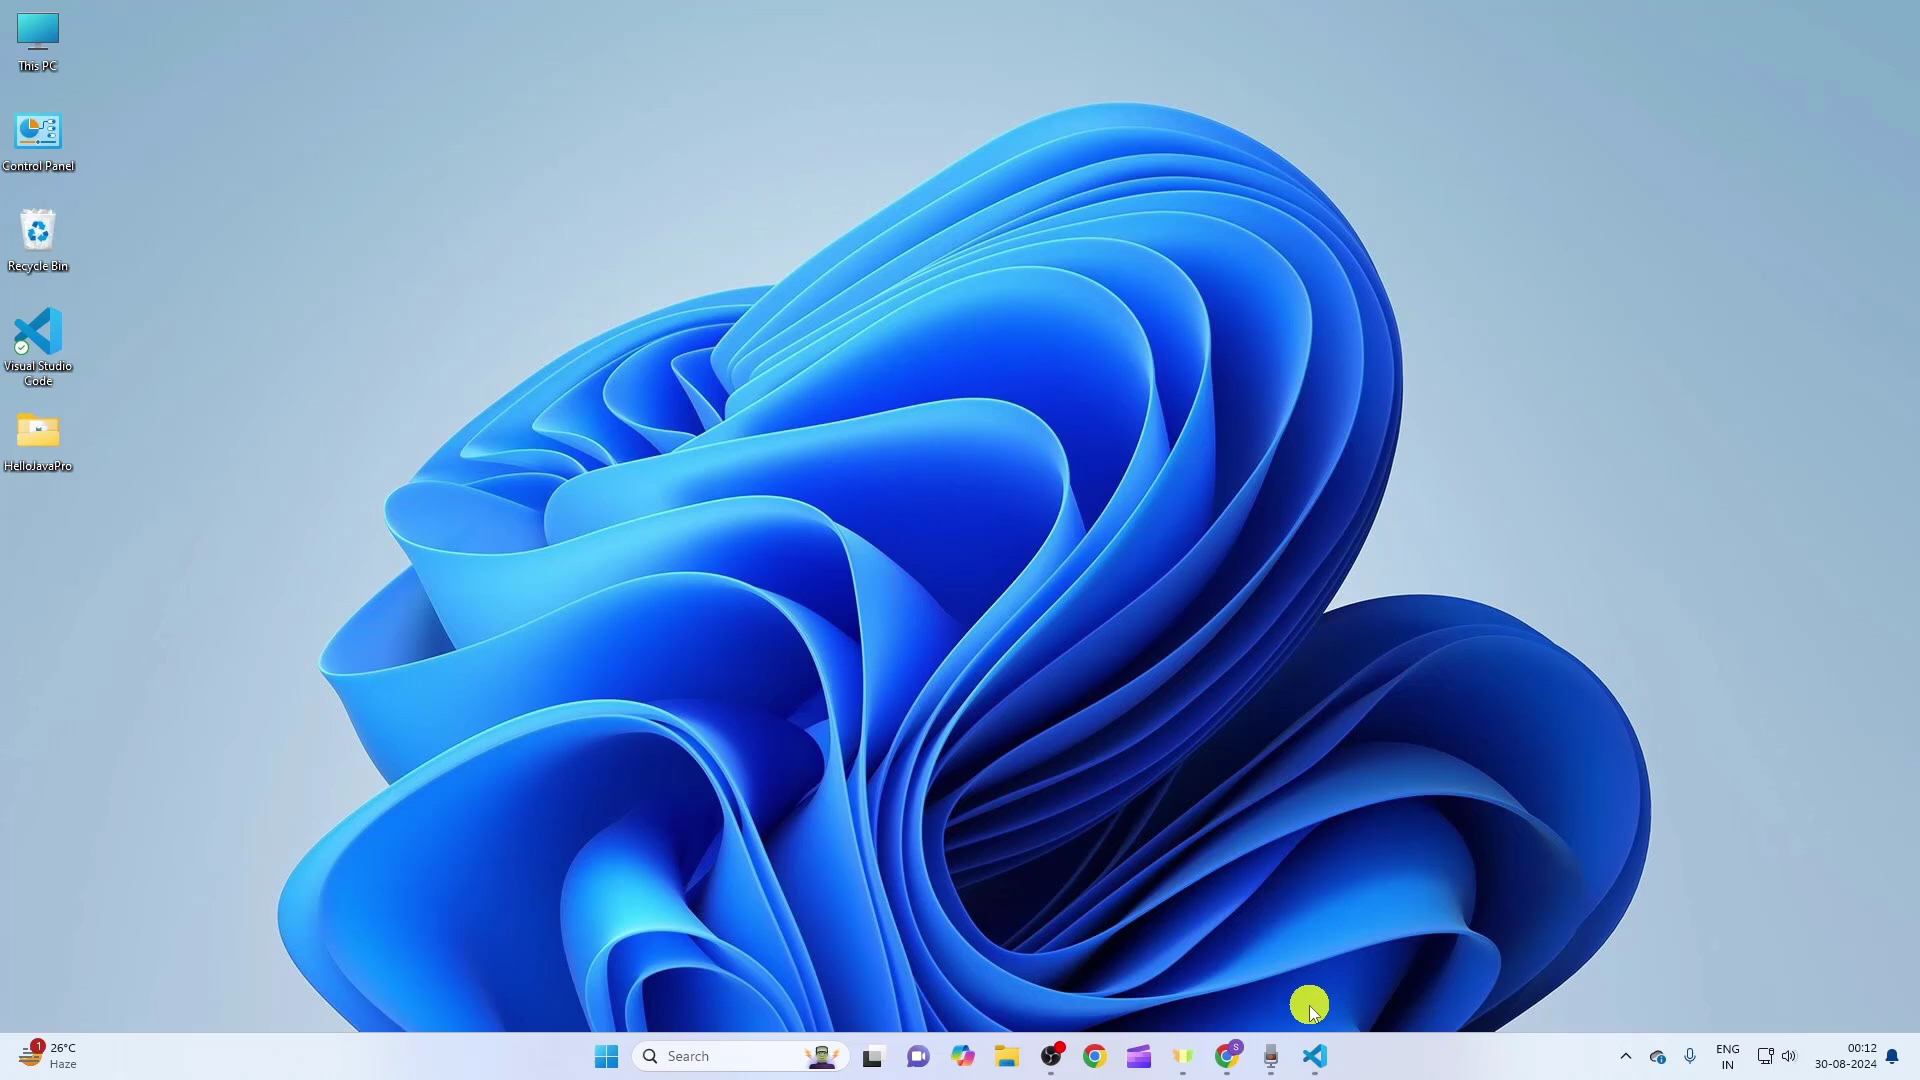 This PC
Control Panel
Recycle Bin
Visual Studio
Code
HelloJavaPro
1
26°C
Haze
Search
S
ENG
IN
00:12
30-08-2024